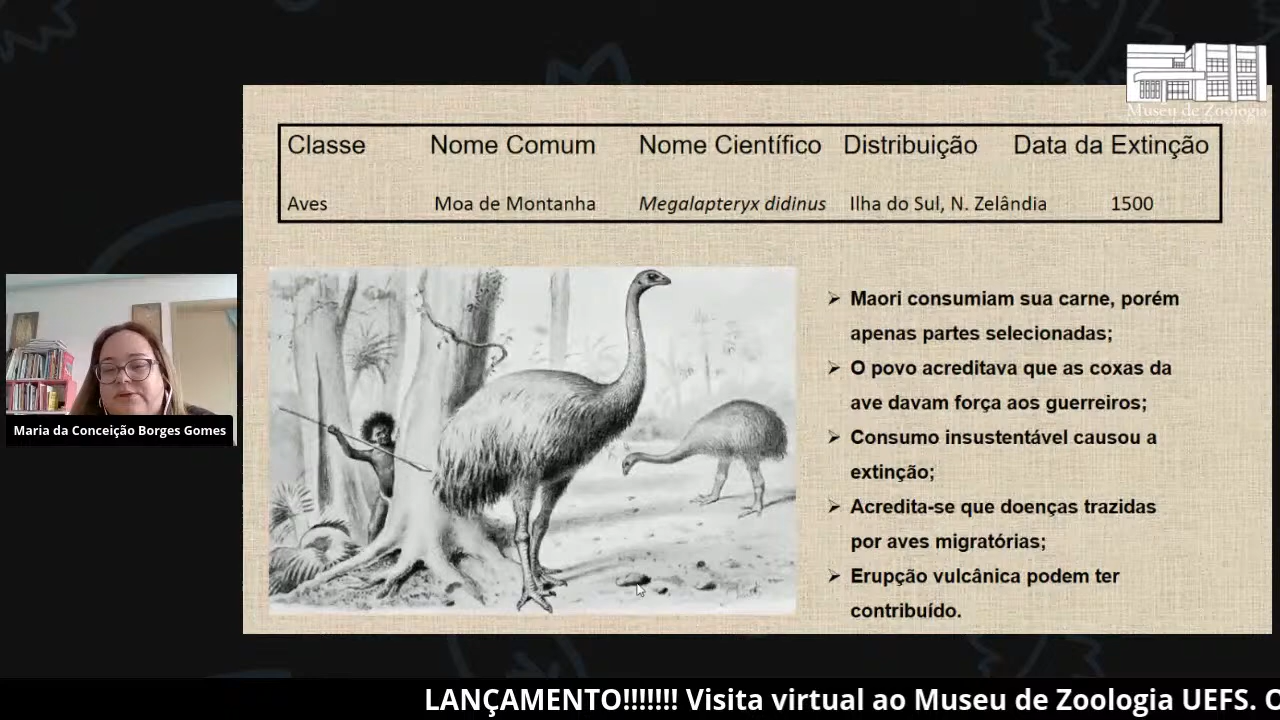 Museu de Zoologia
Classe Nome Comum Nome Científico Distribuição Data da Extinção
Aves Moa de Montanha Megalapteryx didinus Ilha do Sul, N. Zelândia 1500
➢ Maori consumiam sua carne, porém
apenas partes selecionadas;
➢ O povo acreditava que as coxas da
ave davam força aos guerreiros;
➢ Consumo insustentável causou a
extinção;
➢ Acredita-se que doenças trazidas
por aves migratórias;
➢ Erupção vulcânica podem ter
contribuído.
Maria da Conceição Borges Gomes
LANÇAMENTO!!!!!!! Visita virtual ao Museu de Zoologia UEFS.